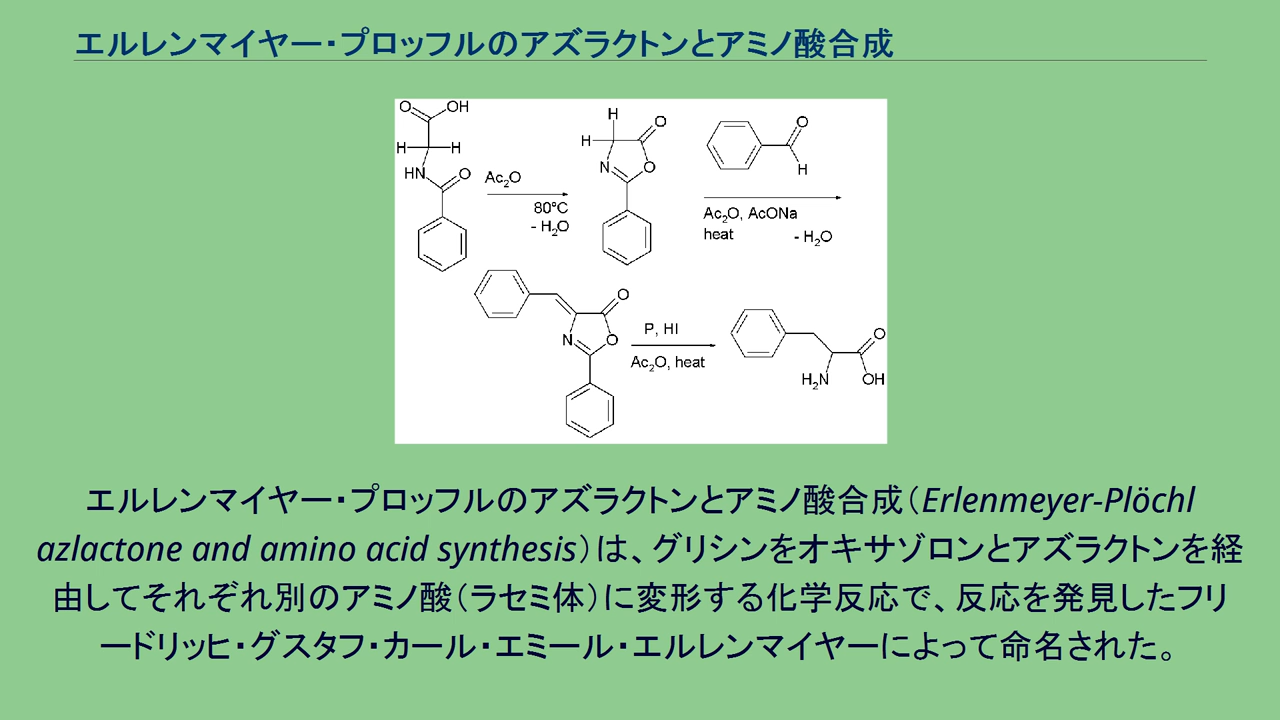 エルレンマイヤー・プロッフルのアズラクトンとアミノ酸合成
O OH
H H
HN O
Ac2O
80°C
- H2O
H
H O
N O
O
H
Ac2O, AcONa
heat - H2O
O
N O
P, HI
Ac2O, heat
O
H2N OH
エルレンマイヤー・プロッフルのアズラクトンとアミノ酸合成（Erlenmeyer-Plöchl
azlactone and amino acid synthesis）は、グリシンをオキサゾロンとアズラクトンを経
由してそれぞれ別のアミノ酸（ラセミ体）に変形する化学反応で、反応を発見したフリ
ードリッヒ・グスタフ・カール・エミール・エルレンマイヤーによって命名された。